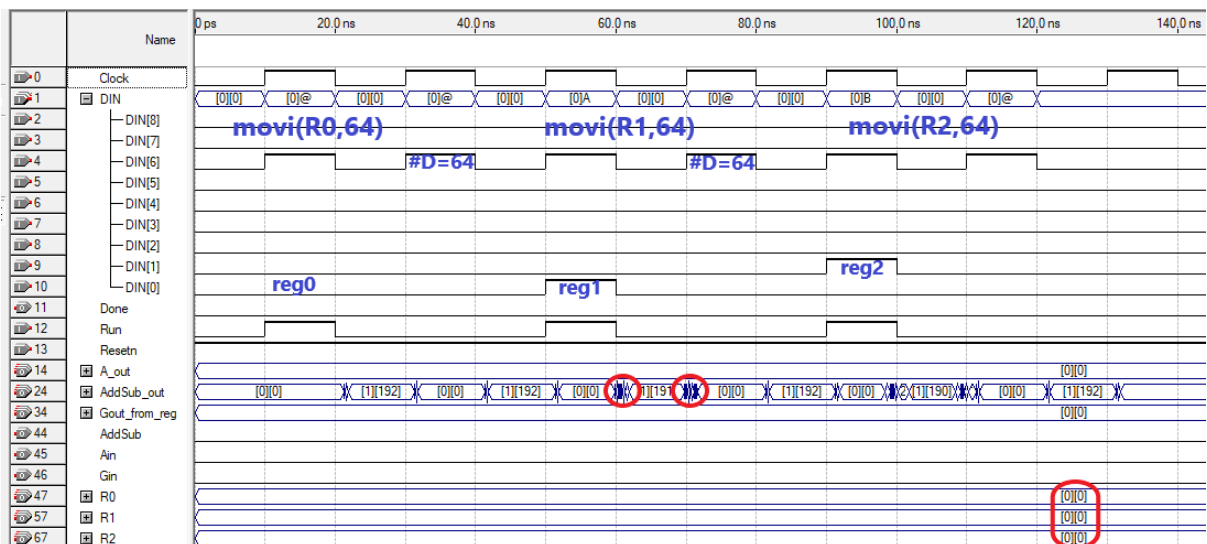 Name 0 ps 20.0 ns 40.0 ns 60.0 ns 80.0 ns 100.0 ns 120.0 ns 140.0 ns
0 Clock
1 DIN [0][0] [0]@ [0][0] [0]@ [0][0] [0]A [0][0] [0]@ [0][0] [0]B [0][0] [0]@
2 DIN[8] movi(R0,64) movi(R1,64) movi(R2,64)
3 DIN[7]
4 DIN[6] #D=64 #D=64
5 DIN[5]
6 DIN[4]
7 DIN[3]
8 DIN[2]
9 DIN[1] reg2
10 DIN[0] reg0 reg1
11 Done
12 Run
13 Resetn
14 A_out [0][0]
24 AddSub_out [0][0] [1][192] [0][0] [1][192] [0][0] [1][191 [0][0] [1][192] [0][0] [1][190] [0][0] [1][192]
34 Gout_from_reg [0][0]
44 AddSub
45 Ain
46 Gin
47 R0 [0][0]
57 R1 [0][0]
67 R2 [0][0]